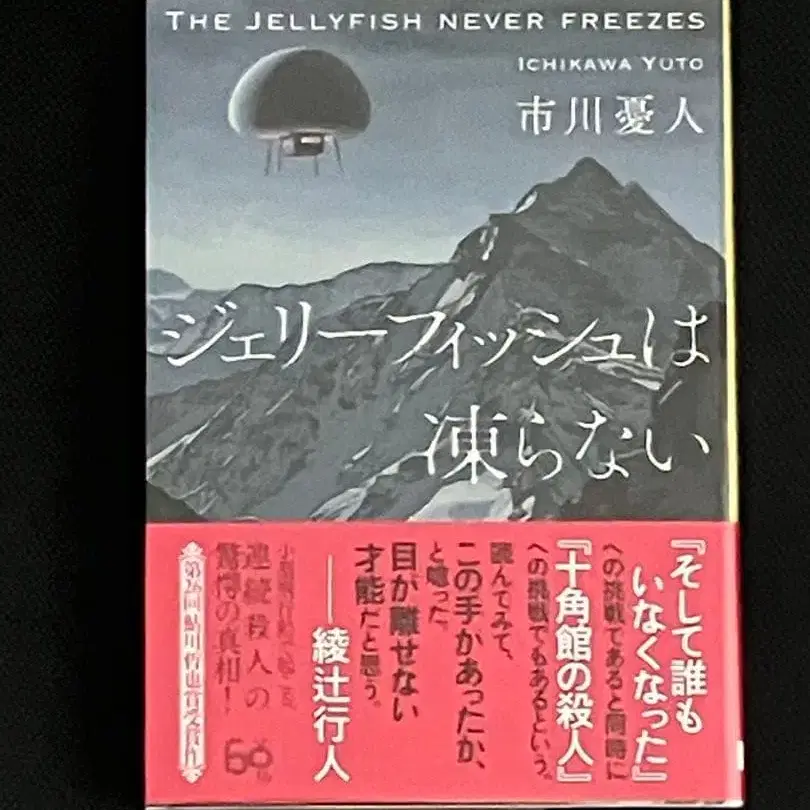 THE JELLYFISH NEVER FREEZES
ICHIKAWA YUTO
市川憂人
ジェリーフィッシュは
凍らない
『そして誰も
いなくなった』
への挑戦であると同時に
『十角館の殺人』
への挑戦でもあるという。
読んでみて、
この手があったか、
と唸った。
目が離せない
才能だと思う。
──綾辻行人
連続殺人の
驚愕の真相!
第26回鮎川哲也賞受賞作